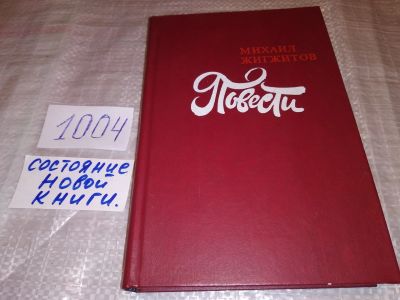 МИХАИЛ
ЖИГЖИТОВ
Повести
1004
состояние
новой
книги.